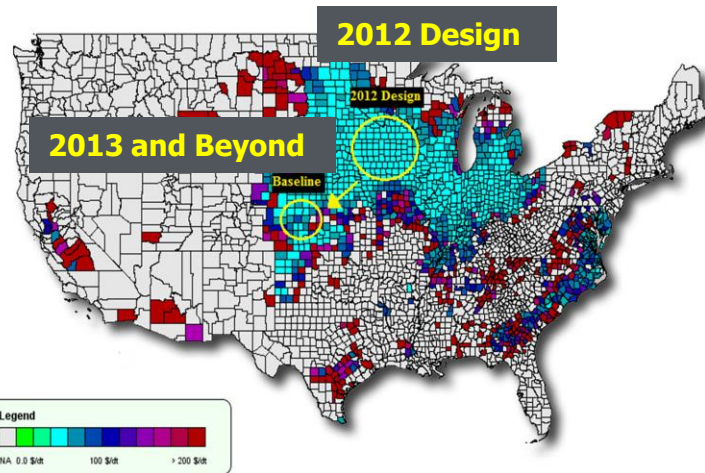 2012 Design
2012 Design
2013 and Beyond
Baseline
Legend
NA 0.0 $/dt 100 $/dt > 200 $/dt